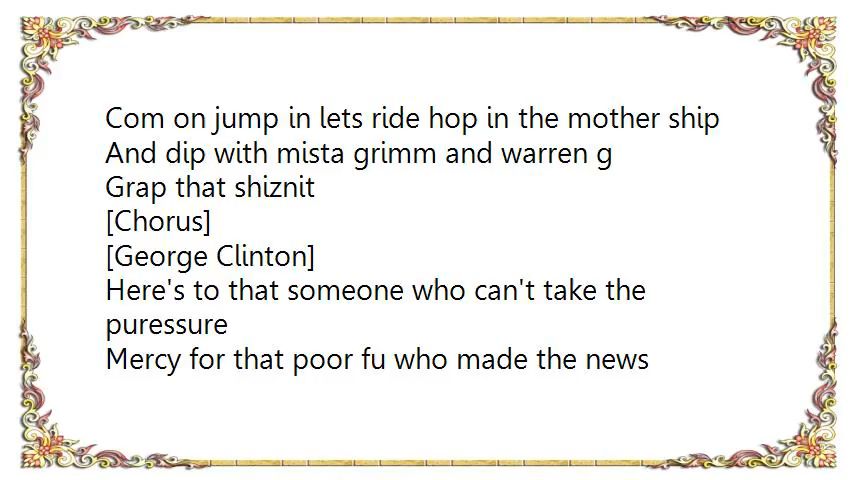 Com on jump in lets ride hop in the mother ship
And dip with mista grimm and warren g
Grap that shiznit
[Chorus]
[George Clinton]
Here's to that someone who can't take the
puressure
Mercy for that poor fu who made the news